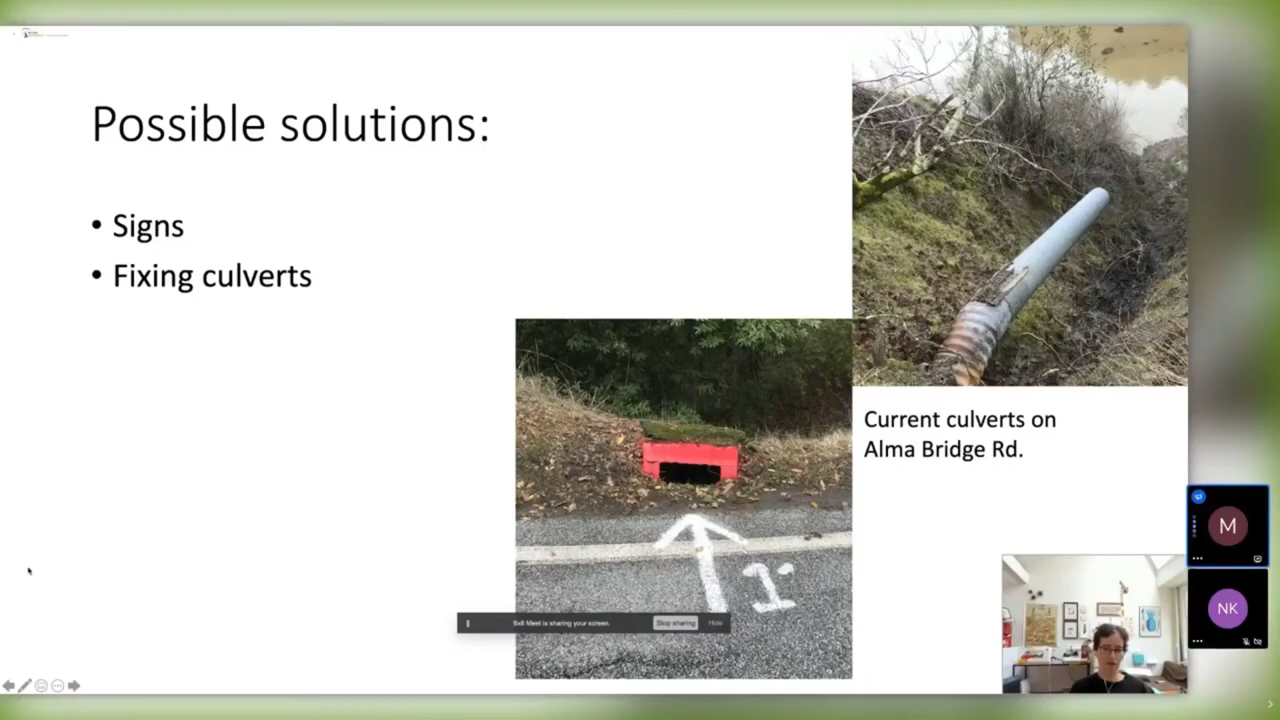 Possible solutions:
• Signs
• Fixing culverts
Current culverts on
Alma Bridge Rd.
8x8 Meet is sharing your screen.
Stop sharing
Hide
M
NK